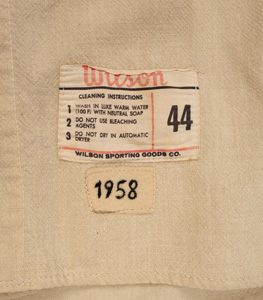 Wilson
CLEANING INSTRUCTIONS
1 WASH IN LUKE WARM WATER
(100 F) WITH NEUTRAL SOAP
2 DO NOT USE BLEACHING
AGENTS
3 DO NOT DRY IN AUTOMATIC
DRYER
44
WILSON SPORTING GOODS CO.
1958